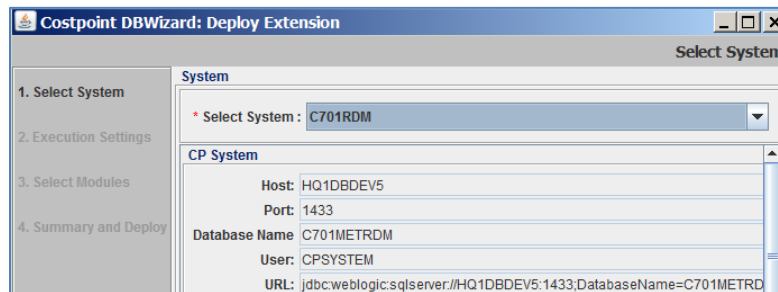 Costpoint DBWizard: Deploy Extension
Select System
1. Select System
2. Execution Settings
3. Select Modules
4. Summary and Deploy
System
* Select System : C701RDM
CP System
Host: HQ1DBDEV5
Port: 1433
Database Name C701METRDM
User: CPSYSTEM
URL: jdbc:weblogic:sqlserver://HQ1DBDEV5:1433;DatabaseName=C701METRD